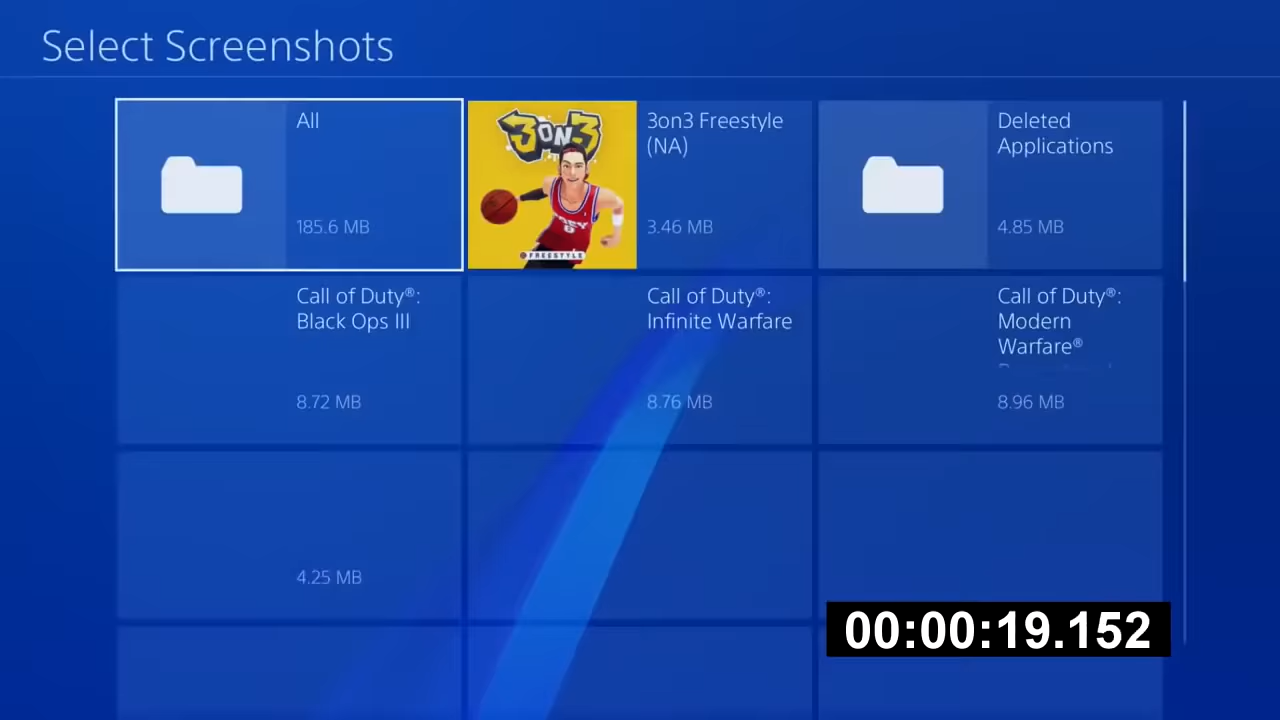 Select Screenshots
All
185.6 MB
3ON3
FREESTYLE
3on3 Freestyle
(NA)
3.46 MB
Deleted
Applications
4.85 MB
Call of Duty®:
Black Ops III
8.72 MB
Call of Duty®:
Infinite Warfare
8.76 MB
Call of Duty®:
Modern
Warfare®
8.96 MB
4.25 MB
00:00:19.152